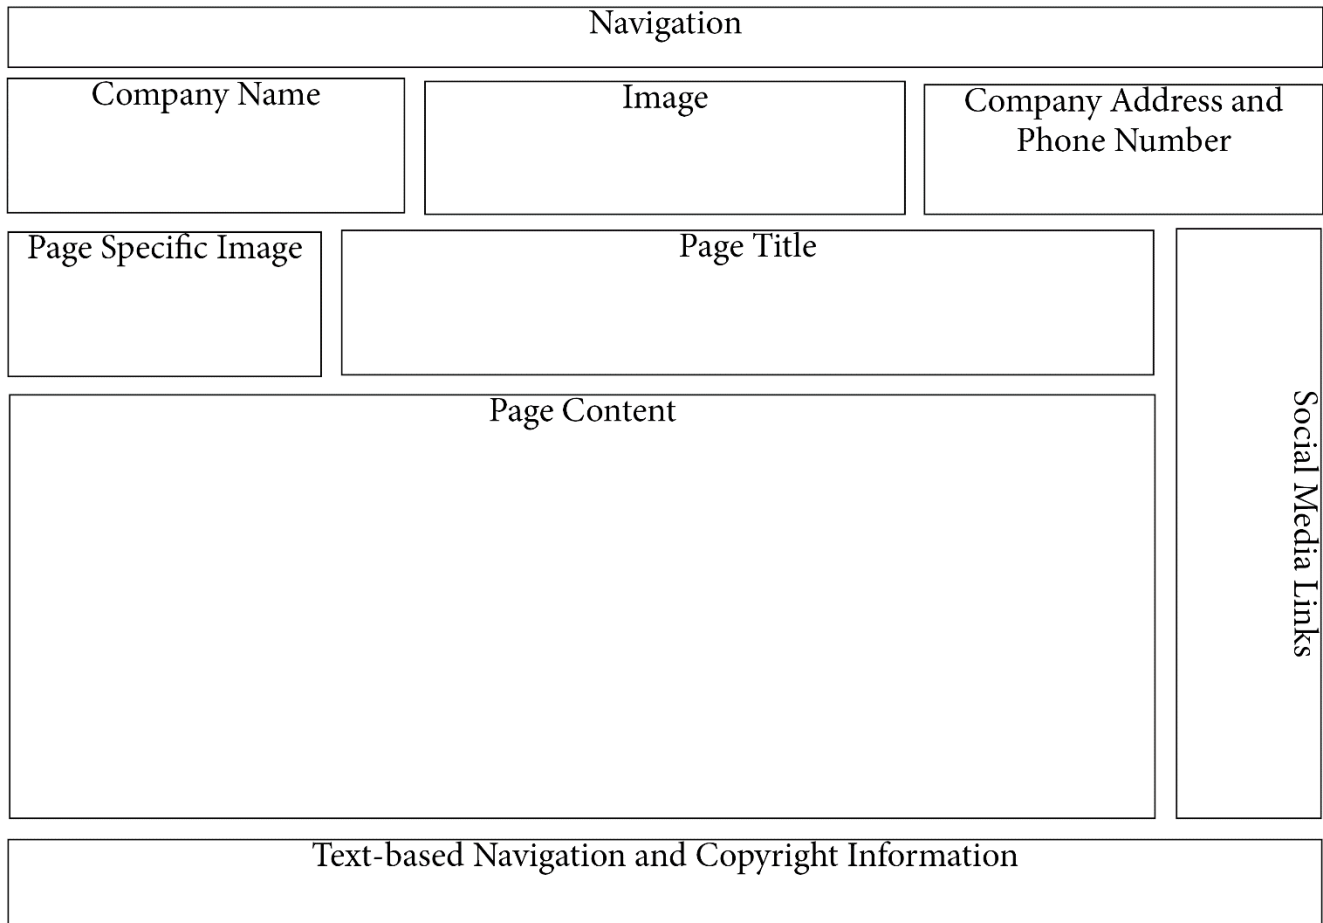 Navigation
Company Name
Image
Company Address and
Phone Number
Page Specific Image
Page Title
Social Media Links
Page Content
Text-based Navigation and Copyright Information